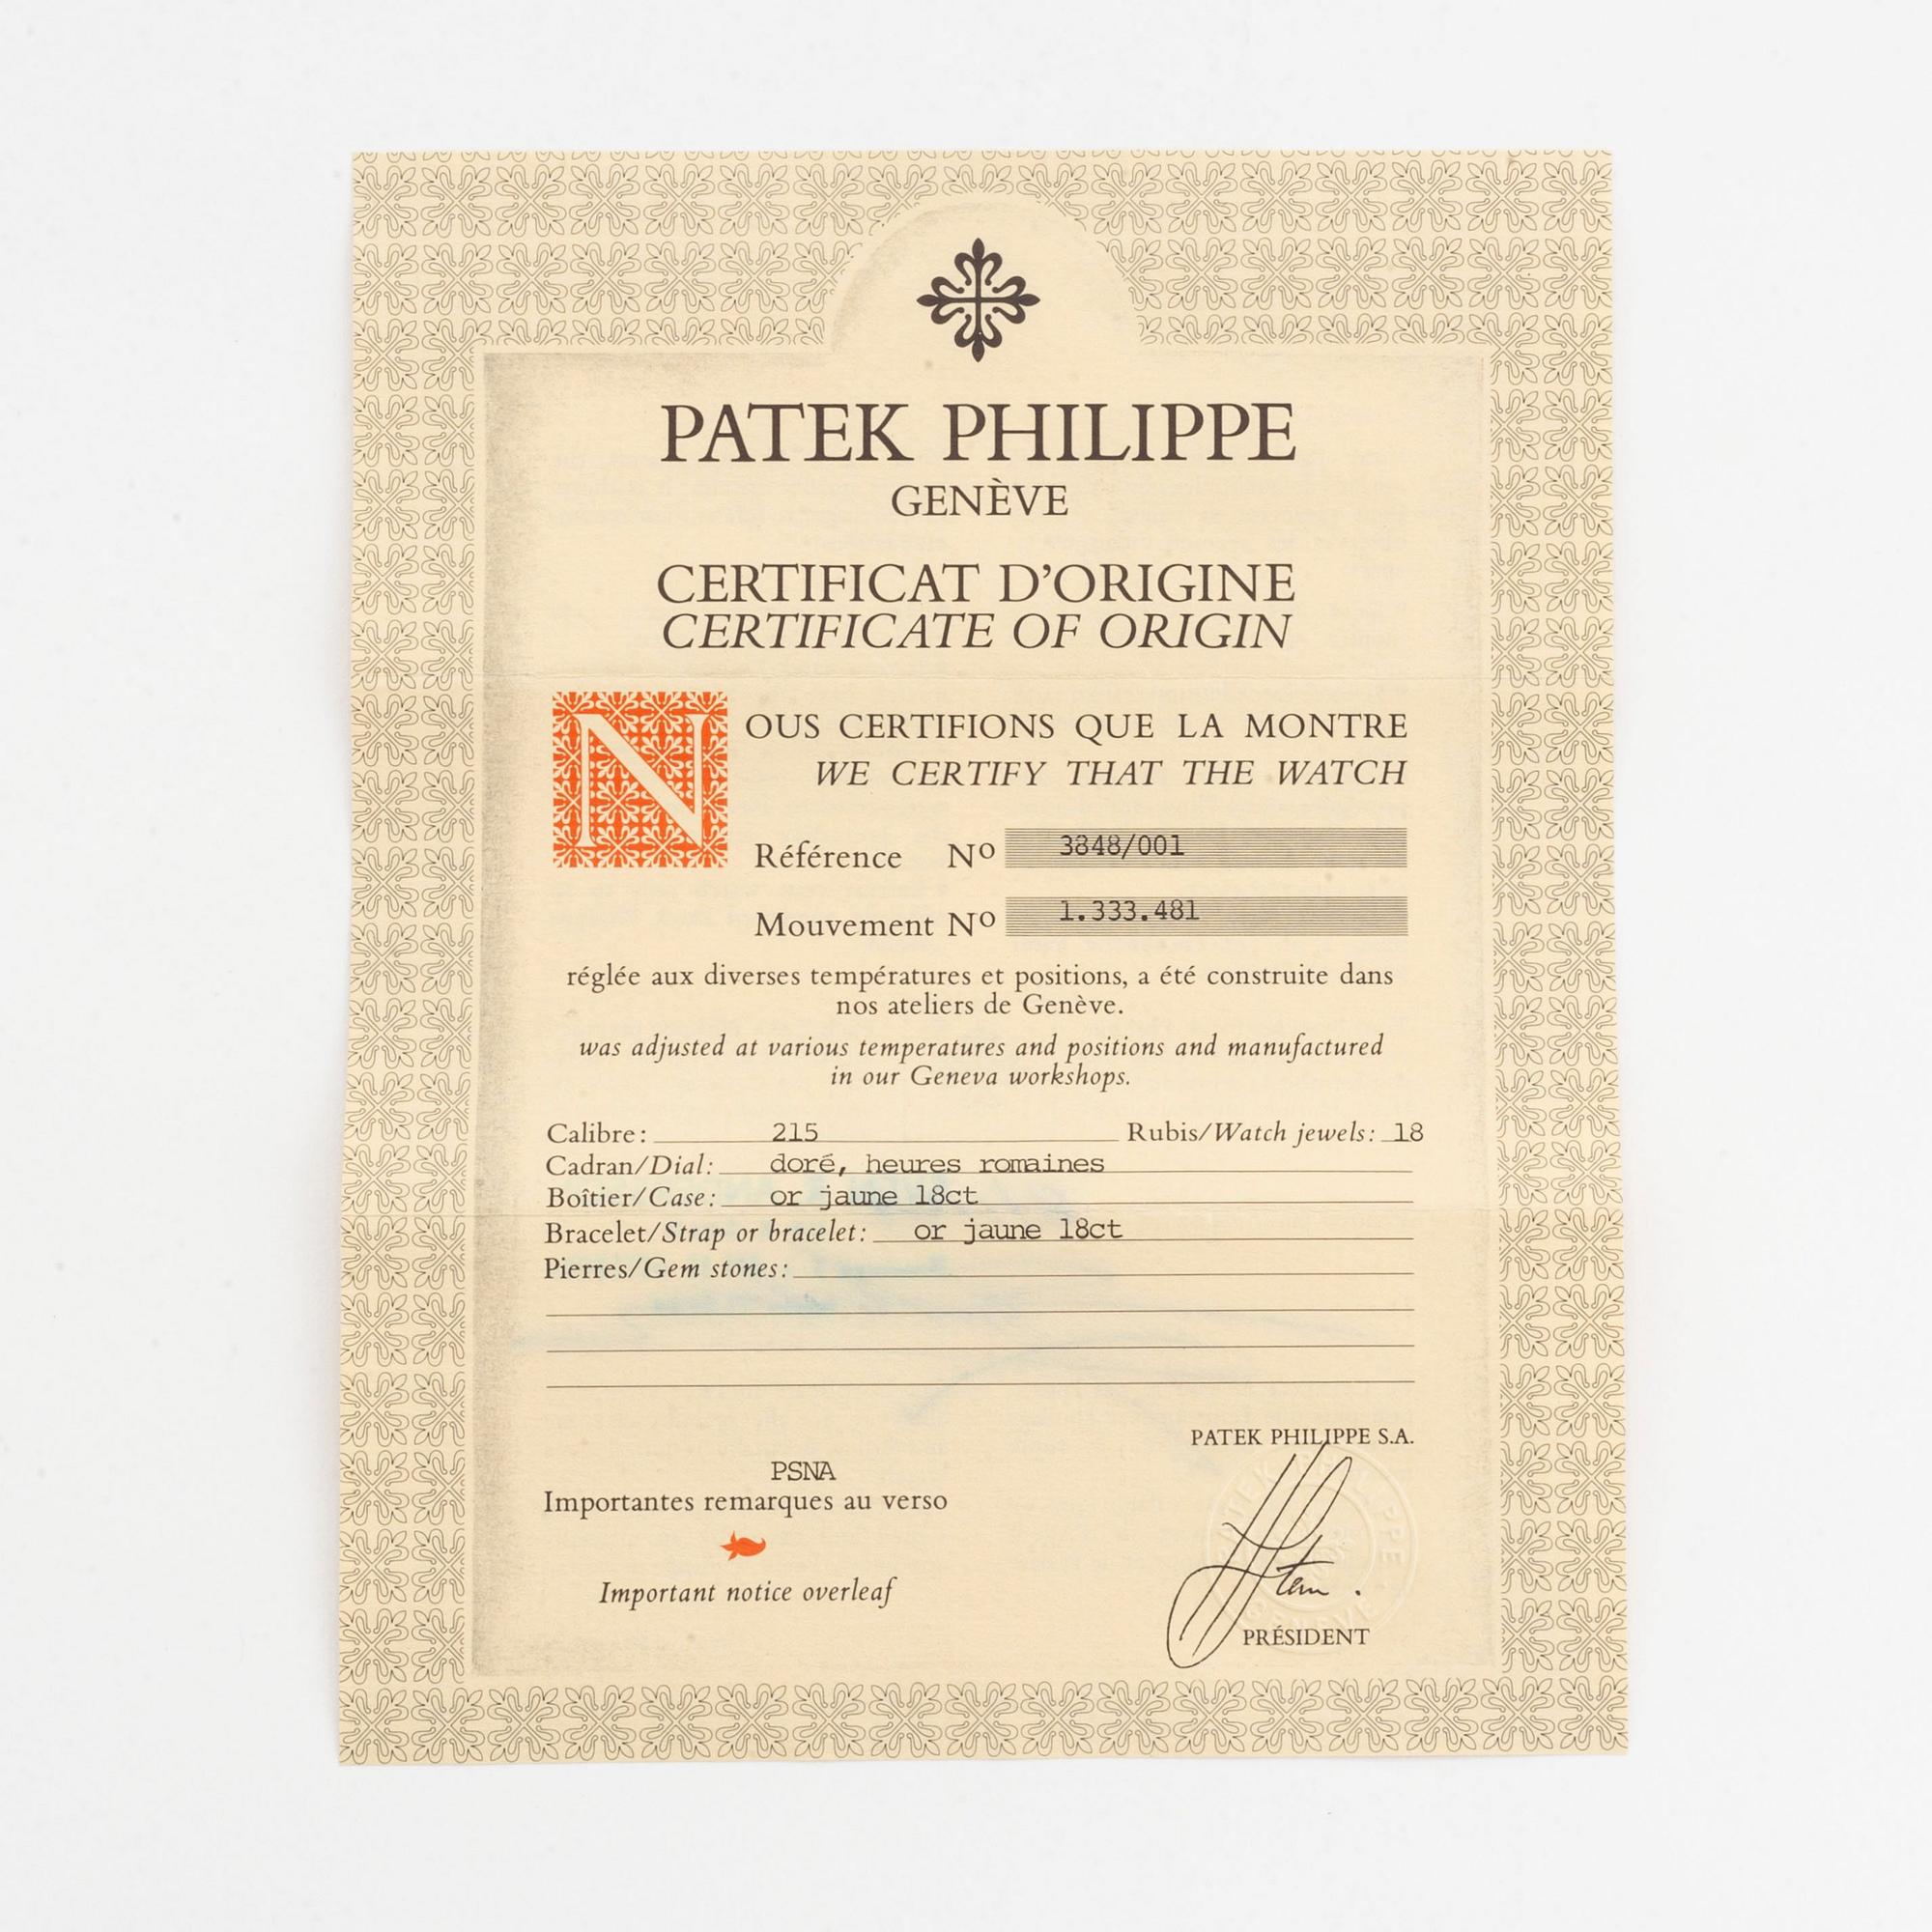 PATEK PHILIPPE
GENÈVE
CERTIFICAT D'ORIGINE
CERTIFICATE OF ORIGIN
NOUS CERTIFIONS QUE LA MONTRE
WE CERTIFY THAT THE WATCH
Référence Nº 3848/001
Mouvement Nº 1.333.481
réglée aux diverses températures et positions, a été construite dans
nos ateliers de Genève.
was adjusted at various temperatures and positions and manufactured
in our Geneva workshops.
Calibre: 215 Rubis/Watch jewels: 18
Cadran/Dial: doré, heures romaines
Boîtier/Case: or jaune 18ct
Bracelet/Strap or bracelet: or jaune 18ct
Pierres/Gem stones:
PATEK PHILIPPE S.A.
PSNA
Importantes remarques au verso
Important notice overleaf
Stern.
PRÉSIDENT